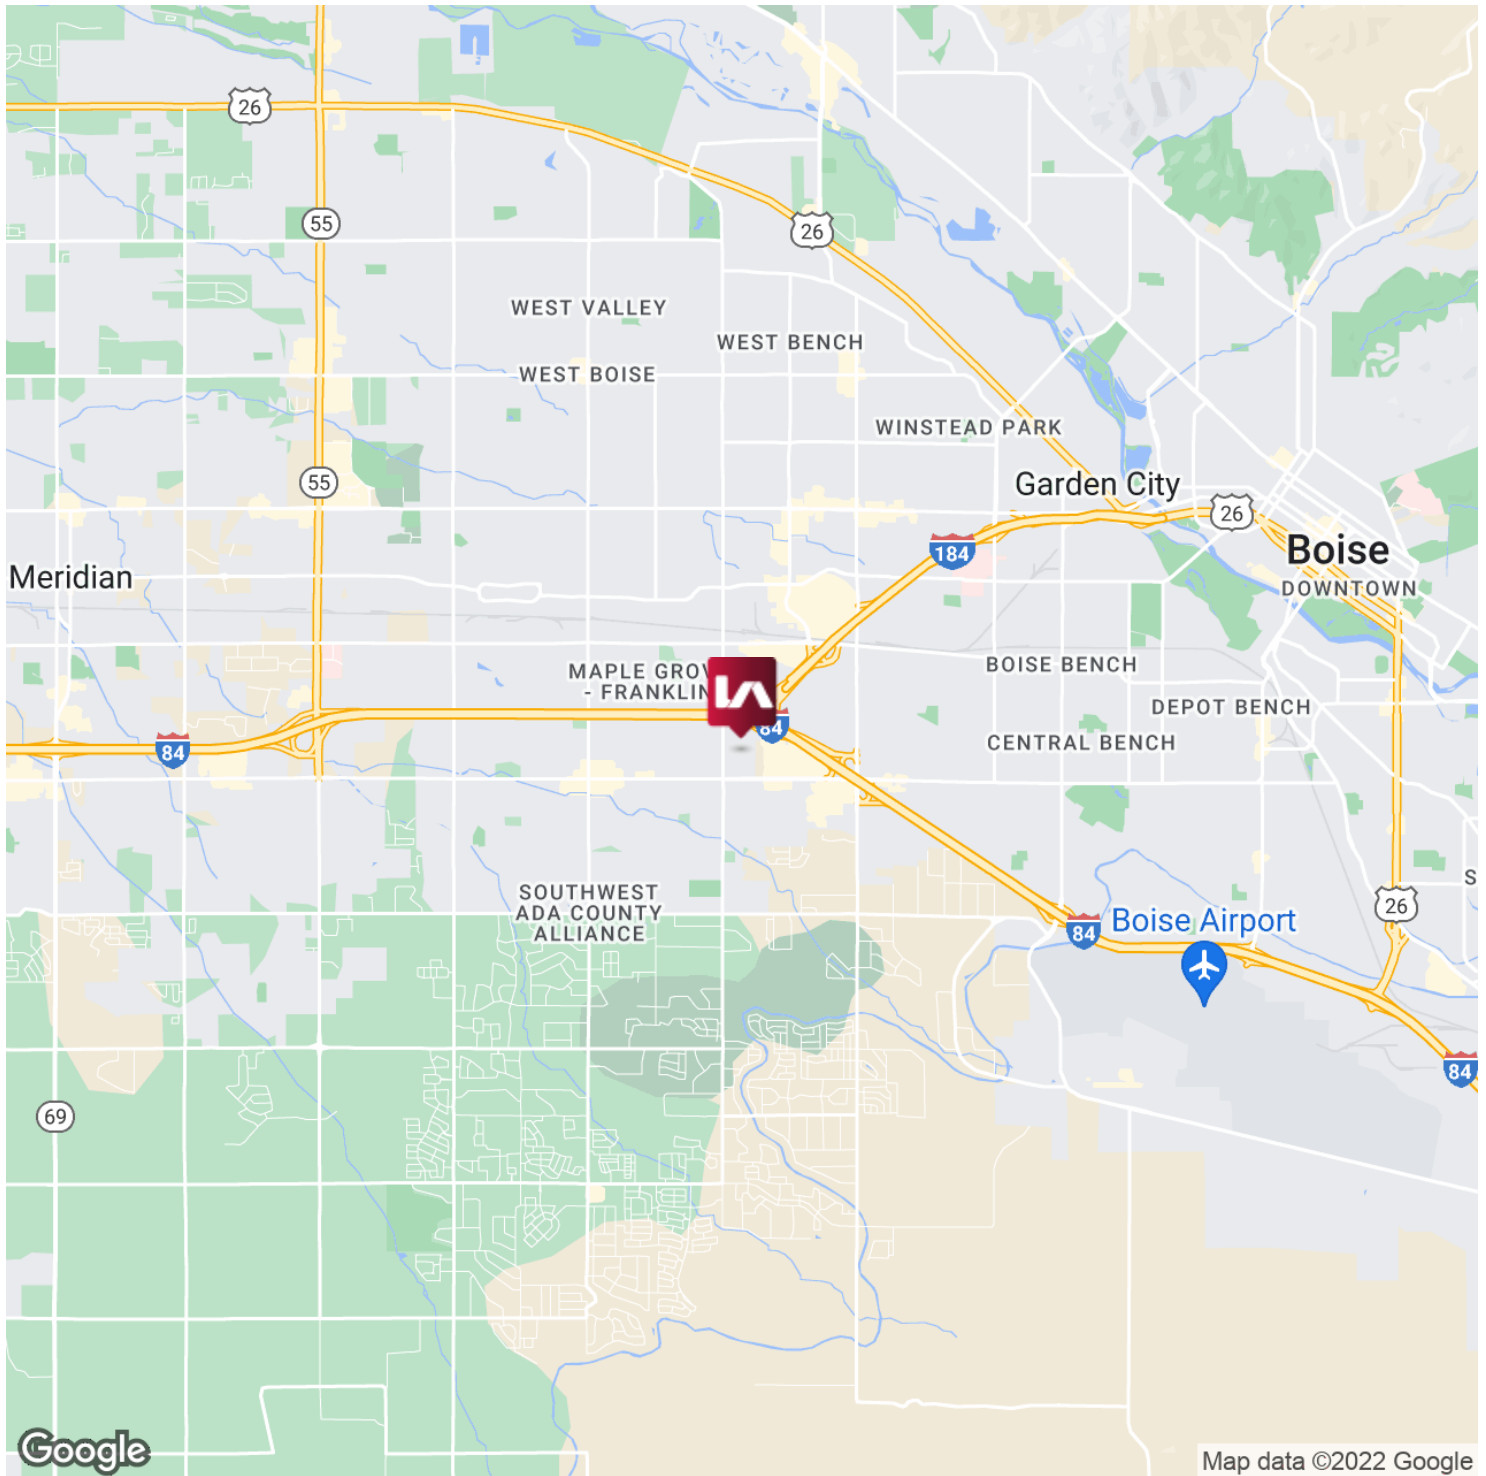 26
55
26
WEST VALLEY
WEST BENCH
WEST BOISE
WINSTEAD PARK
55
Garden City
26
184
Boise
Meridian
DOWNTOWN
MAPLE GROV
- FRANKLIN
BOISE BENCH
DEPOT BENCH
84
84
CENTRAL BENCH
SOUTHWEST
ADA COUNTY
ALLIANCE
S
26
84
Boise Airport
84
69
Google
Map data ©2022 Google